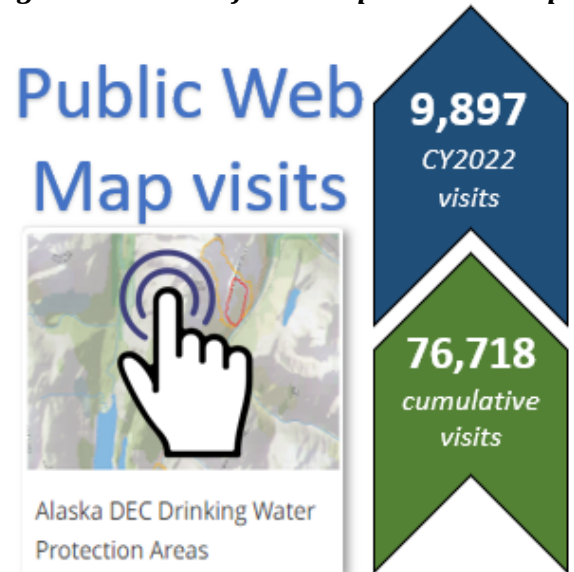 Public Web
Map visits
9,897
CY2022
visits
76,718
cumulative
visits
Alaska DEC Drinking Water
Protection Areas